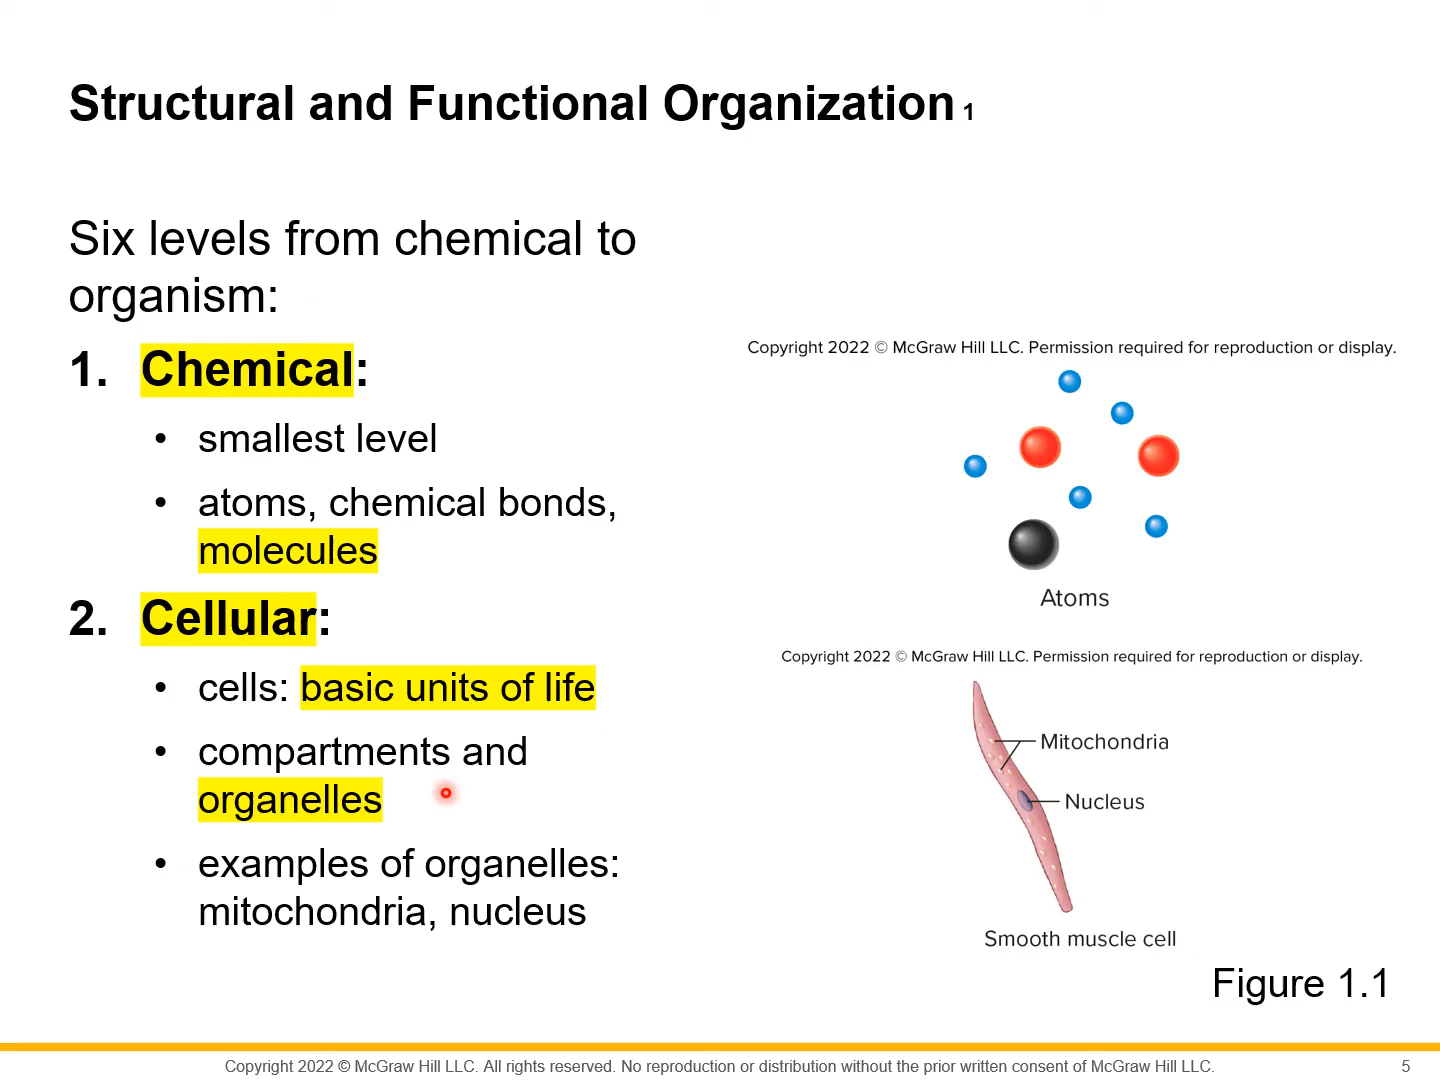 Structural and Functional Organization 1
Six levels from chemical to
organism:
1. Chemical:
• smallest level
• atoms, chemical bonds,
molecules
2. Cellular:
• cells: basic units of life
• compartments and
organelles
• examples of organelles:
mitochondria, nucleus
Copyright 2022 © McGraw Hill LLC. Permission required for reproduction or display.
Atoms
Copyright 2022 © McGraw Hill LLC. Permission required for reproduction or display.
Mitochondria
Nucleus
Smooth muscle cell
Figure 1.1
Copyright 2022 © McGraw Hill LLC. All rights reserved. No reproduction or distribution without the prior written consent of McGraw Hill LLC.
5